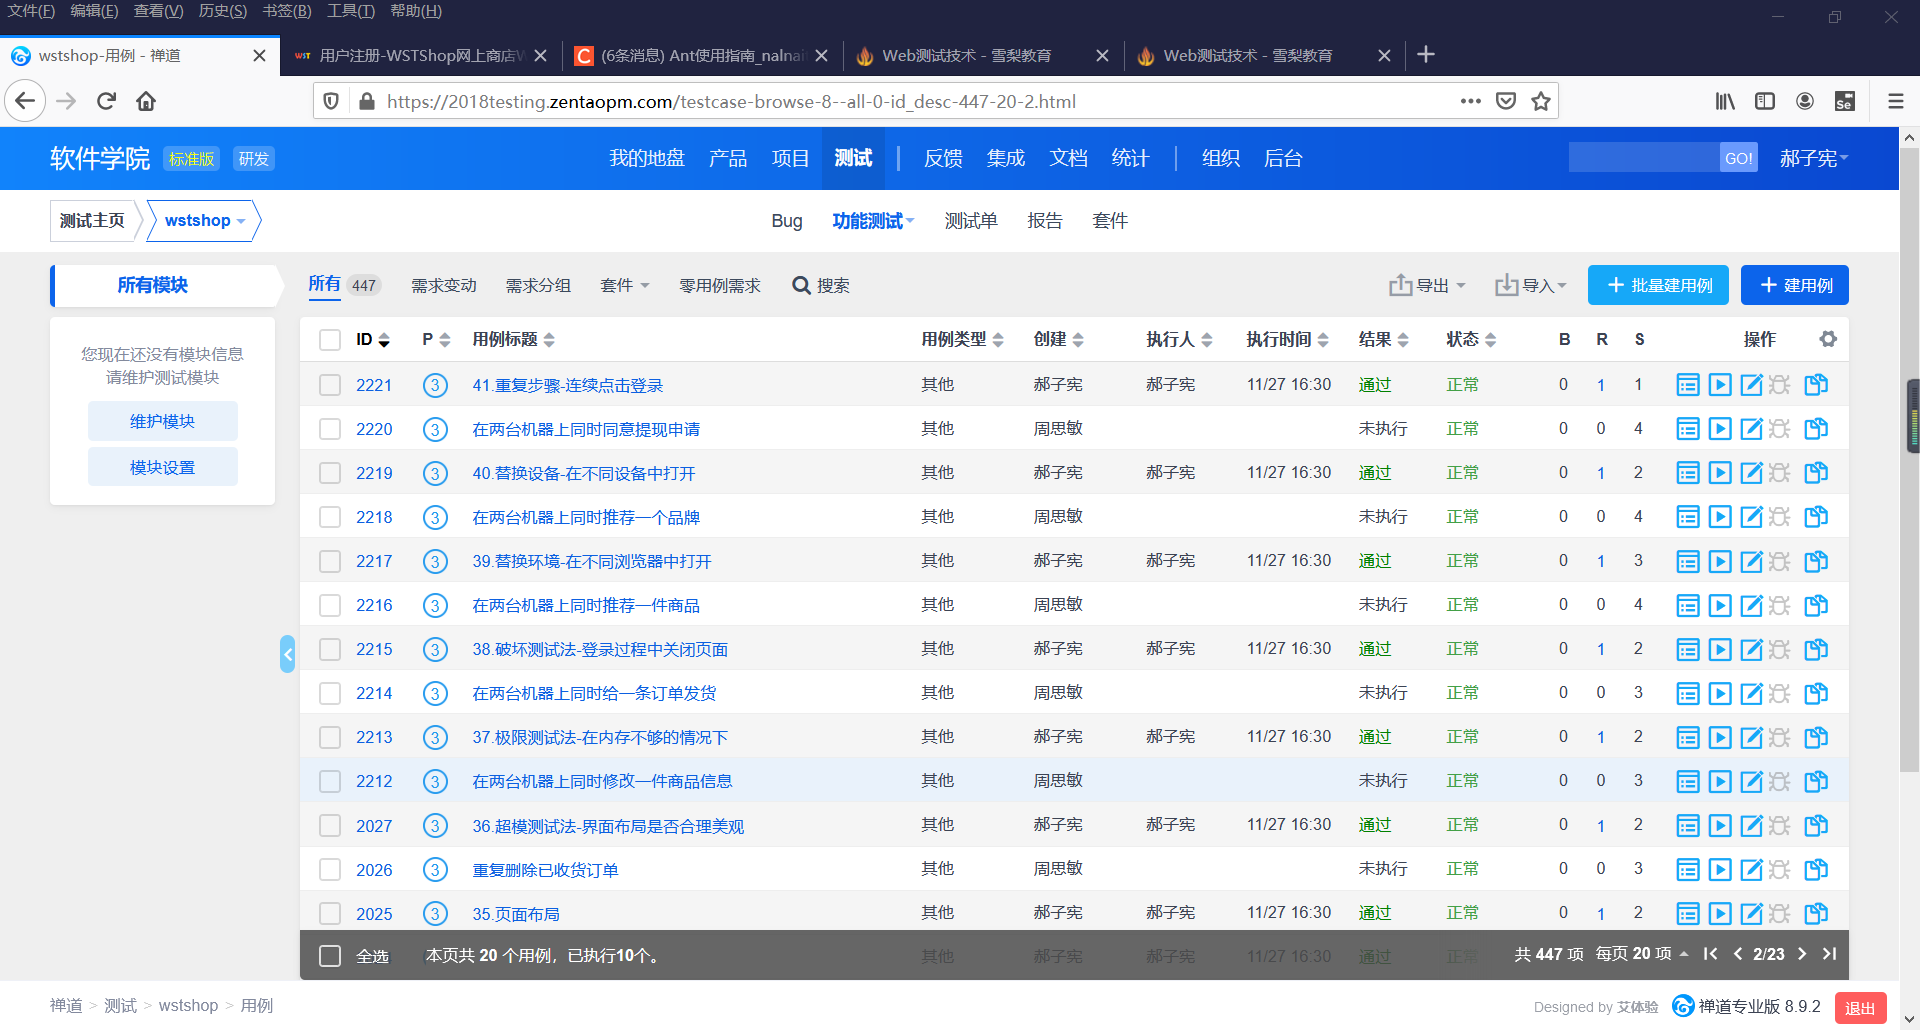 文件(F) 编辑(E) 查看(V) 历史(S) 书签(B) 工具(T) 帮助(H)
wstshop-用例 - 禅道
用户注册-WSTShop网上商店W
(6条消息) Ant使用指南_nalnait
Web测试技术 - 雪梨教育
Web测试技术 - 雪梨教育
https://2018testing.zentaopm.com/testcase-browse-8--all-0-id_desc-447-20-2.html
软件学院 标准版 研发 我的地盘 产品 项目 测试 反馈 集成 文档 统计 组织 后台 GO! 郝子宪
测试主页 wstshop Bug 功能测试 测试单 报告 套件
所有模块 所有 447 需求变动 需求分组 套件 零用例需求 搜索 导出 导入 批量建用例 建用例
您现在还没有模块信息
请维护测试模块
维护模块
模块设置
ID P 用例标题 用例类型 创建 执行人 执行时间 结果 状态 B R S 操作
2221 3 41.重复步骤-连续点击登录 其他 郝子宪 郝子宪 11/27 16:30 通过 正常 0 1 1
2220 3 在两台机器上同时同意提现申请 其他 周思敏 未执行 正常 0 0 4
2219 3 40.替换设备-在不同设备中打开 其他 郝子宪 郝子宪 11/27 16:30 通过 正常 0 1 2
2218 3 在两台机器上同时推荐一个品牌 其他 周思敏 未执行 正常 0 0 4
2217 3 39.替换环境-在不同浏览器中打开 其他 郝子宪 郝子宪 11/27 16:30 通过 正常 0 1 3
2216 3 在两台机器上同时推荐一件商品 其他 周思敏 未执行 正常 0 0 4
2215 3 38.破坏测试法-登录过程中关闭页面 其他 郝子宪 郝子宪 11/27 16:30 通过 正常 0 1 2
2214 3 在两台机器上同时给一条订单发货 其他 周思敏 未执行 正常 0 0 3
2213 3 37.极限测试法-在内存不够的情况下 其他 郝子宪 郝子宪 11/27 16:30 通过 正常 0 1 2
2212 3 在两台机器上同时修改一件商品信息 其他 周思敏 未执行 正常 0 0 3
2027 3 36.超模测试法-界面布局是否合理美观 其他 郝子宪 郝子宪 11/27 16:30 通过 正常 0 1 2
2026 3 重复删除已收货订单 其他 周思敏 未执行 正常 0 0 3
2025 3 35.页面布局 其他 郝子宪 郝子宪 11/27 16:30 通过 正常 0 1 2
全选 本页共 20 个用例，已执行10个。 共 447 项 每页 20 项 2/23
禅道 > 测试 > wstshop > 用例
Designed by 艾体验 禅道专业版 8.9.2 退出